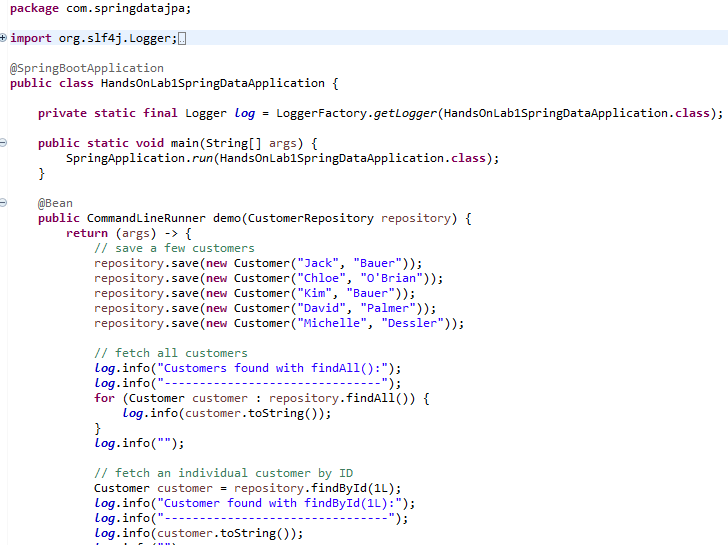 package com.springdatajpa;
import org.slf4j.Logger;
@SpringBootApplication
public class HandsOnLab1SpringDataApplication {
private static final Logger log = LoggerFactory.getLogger(HandsOnLab1SpringDataApplication.class);
public static void main(String[] args) {
SpringApplication.run(HandsOnLab1SpringDataApplication.class);
}
@Bean
public CommandLineRunner demo(CustomerRepository repository) {
return (args) -> {
// save a few customers
repository.save(new Customer("Jack", "Bauer"));
repository.save(new Customer("Chloe", "O'Brian"));
repository.save(new Customer("Kim", "Bauer"));
repository.save(new Customer("David", "Palmer"));
repository.save(new Customer("Michelle", "Dessler"));
// fetch all customers
log.info("Customers found with findAll():");
log.info("-------------------------------");
for (Customer customer : repository.findAll()) {
log.info(customer.toString());
}
log.info("");
// fetch an individual customer by ID
Customer customer = repository.findById(1L);
log.info("Customer found with findById(1L):");
log.info("--------------------------------");
log.info(customer.toString());